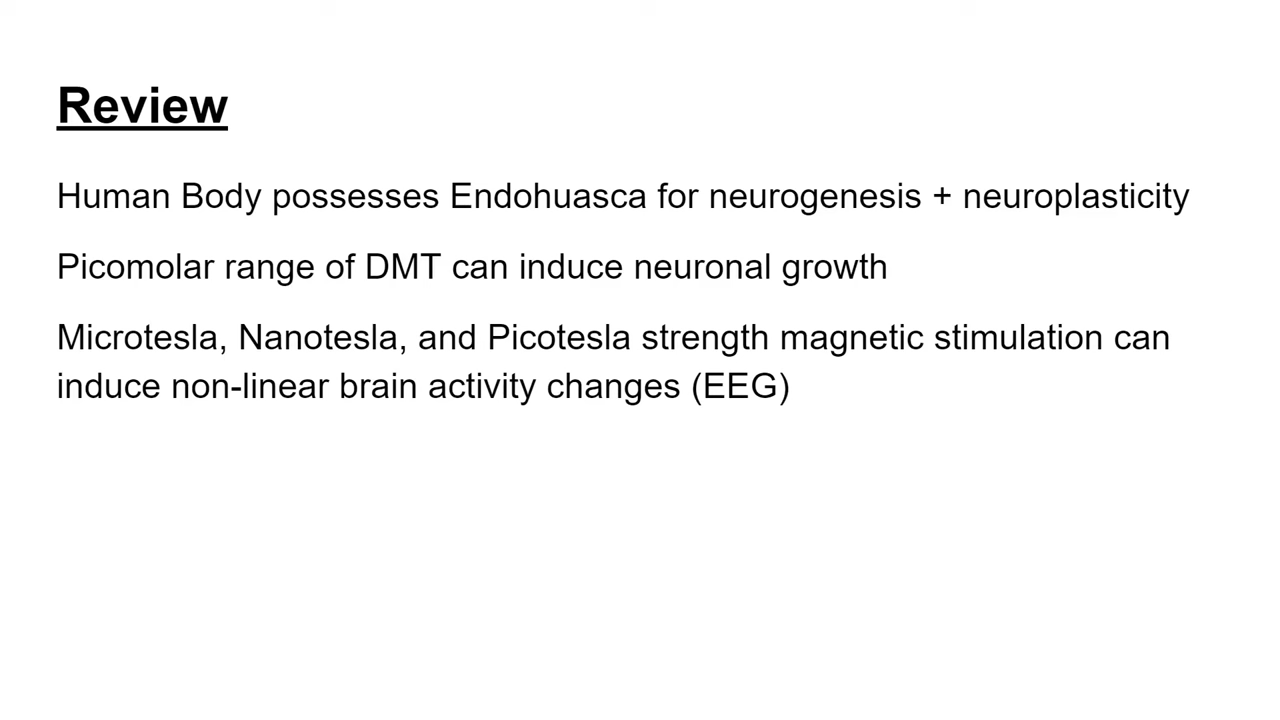 Review
Human Body possesses Endohuasca for neurogenesis + neuroplasticity
Picomolar range of DMT can induce neuronal growth
Microtesla, Nanotesla, and Picotesla strength magnetic stimulation can
induce non-linear brain activity changes (EEG)